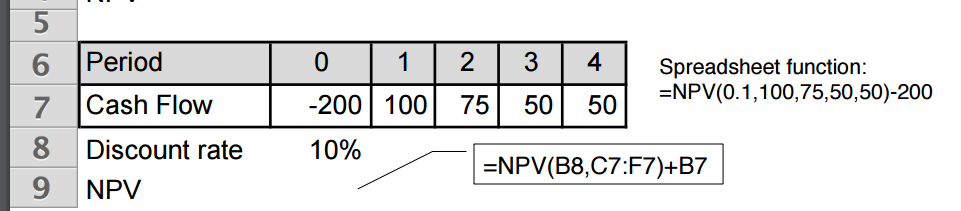 5
6 Period 0 1 2 3 4
7 Cash Flow -200 100 75 50 50
8 Discount rate 10%
9 NPV
Spreadsheet function:
=NPV(0.1,100,75,50,50)-200
=NPV(B8,C7:F7)+B7